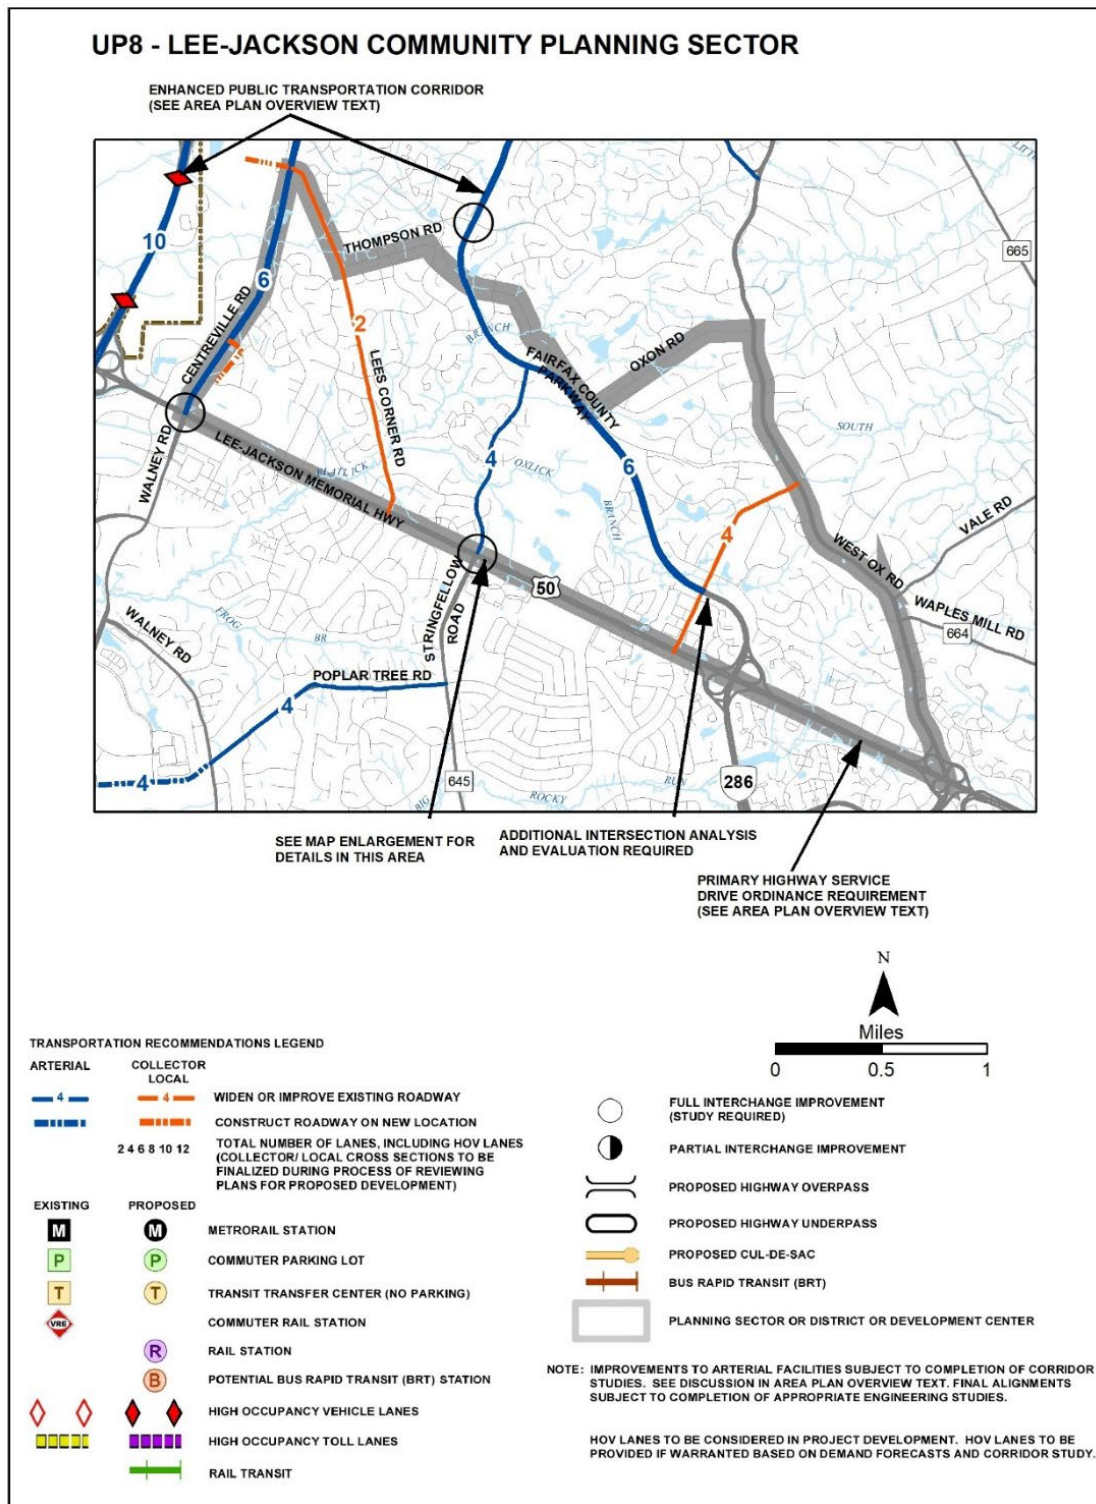 UP8 - LEE-JACKSON COMMUNITY PLANNING SECTOR
ENHANCED PUBLIC TRANSPORTATION CORRIDOR
(SEE AREA PLAN OVERVIEW TEXT)
10
6
CENTREVILLE RD
WALNEY RD
2
LEES CORNER RD
THOMPSON RD
BRANCH
FAIRFAX COUNTY
PARKWAY
OXON RD
665
SOUTH
LEE-JACKSON MEMORIAL HWY
4
OXLICK
BRANCH
6
4
WEST OX RD
VALE RD
WAPLES MILL RD
664
50
STRINGFELLOW
ROAD
FROG
BR
WALNEY RD
POPLAR TREE RD
4
4
645
BIG
ROCKY
RUN
286
SEE MAP ENLARGEMENT FOR
DETAILS IN THIS AREA
ADDITIONAL INTERSECTION ANALYSIS
AND EVALUATION REQUIRED
PRIMARY HIGHWAY SERVICE
DRIVE ORDINANCE REQUIREMENT
(SEE AREA PLAN OVERVIEW TEXT)
N
Miles
0 0.5 1
TRANSPORTATION RECOMMENDATIONS LEGEND
ARTERIAL COLLECTOR
LOCAL
4 4 WIDEN OR IMPROVE EXISTING ROADWAY
CONSTRUCT ROADWAY ON NEW LOCATION
2 4 6 8 10 12 TOTAL NUMBER OF LANES, INCLUDING HOV LANES
(COLLECTOR/ LOCAL CROSS SECTIONS TO BE
FINALIZED DURING PROCESS OF REVIEWING
PLANS FOR PROPOSED DEVELOPMENT)
EXISTING PROPOSED
M M METRORAIL STATION
P P COMMUTER PARKING LOT
T T TRANSIT TRANSFER CENTER (NO PARKING)
VRE COMMUTER RAIL STATION
R RAIL STATION
B POTENTIAL BUS RAPID TRANSIT (BRT) STATION
HIGH OCCUPANCY VEHICLE LANES
HIGH OCCUPANCY TOLL LANES
RAIL TRANSIT
FULL INTERCHANGE IMPROVEMENT
(STUDY REQUIRED)
PARTIAL INTERCHANGE IMPROVEMENT
PROPOSED HIGHWAY OVERPASS
PROPOSED HIGHWAY UNDERPASS
PROPOSED CUL-DE-SAC
BUS RAPID TRANSIT (BRT)
PLANNING SECTOR OR DISTRICT OR DEVELOPMENT CENTER
NOTE: IMPROVEMENTS TO ARTERIAL FACILITIES SUBJECT TO COMPLETION OF CORRIDOR
STUDIES. SEE DISCUSSION IN AREA PLAN OVERVIEW TEXT. FINAL ALIGNMENTS
SUBJECT TO COMPLETION OF APPROPRIATE ENGINEERING STUDIES.
HOV LANES TO BE CONSIDERED IN PROJECT DEVELOPMENT. HOV LANES TO BE
PROVIDED IF WARRANTED BASED ON DEMAND FORECASTS AND CORRIDOR STUDY.